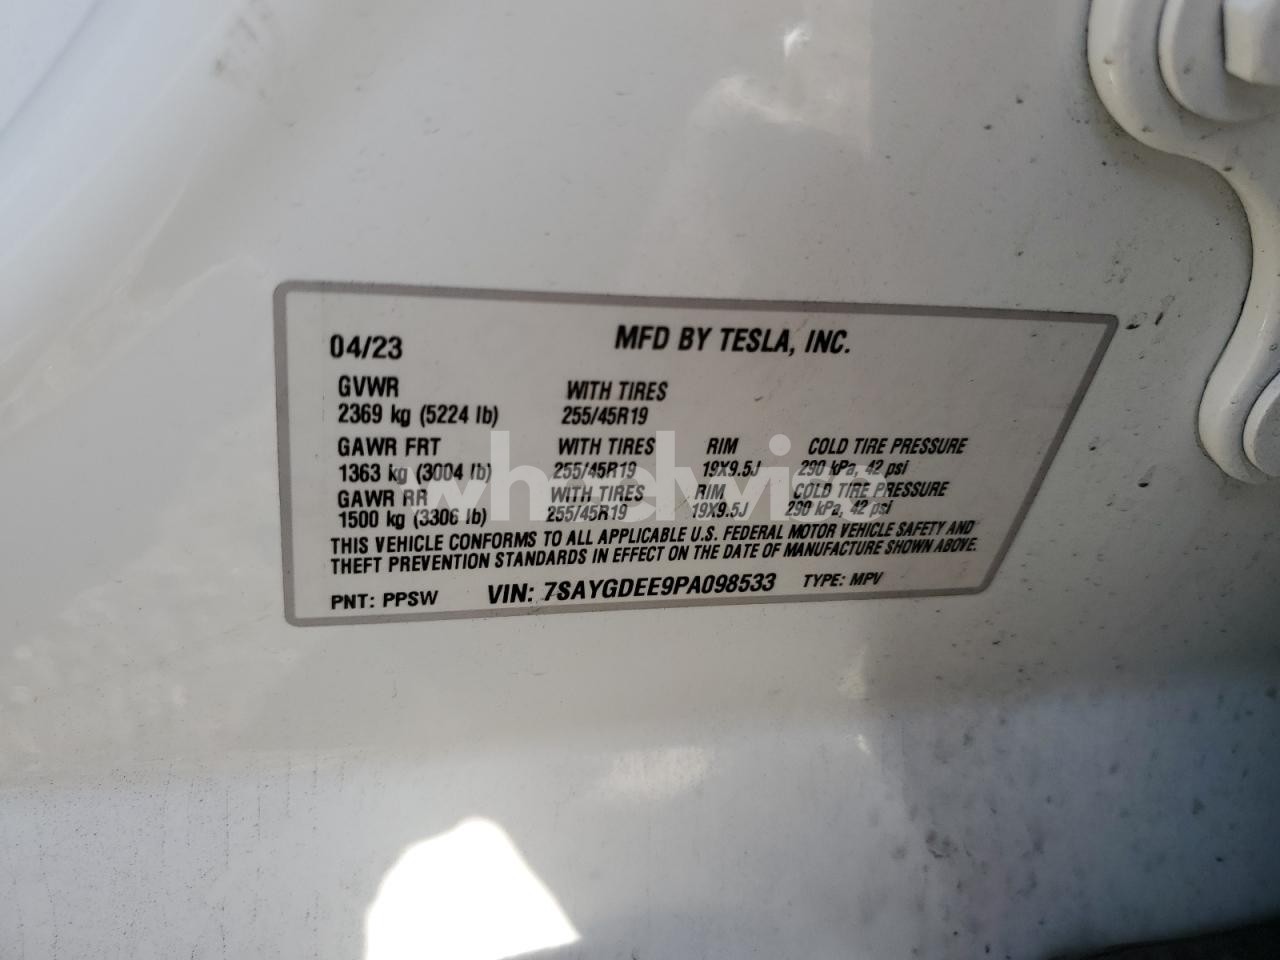 04/23 MFD BY TESLA, INC.
GVWR WITH TIRES
2369 kg (5224 lb) 255/45R19
GAWR FRT WITH TIRES RIM COLD TIRE PRESSURE
1363 kg (3004 lb) 255/45R19 19X9.5J 290 kPa, 42 psi
GAWR RR WITH TIRES RIM COLD TIRE PRESSURE
1500 kg (3306 lb) 255/45R19 19X9.5J 290 kPa, 42 psi
THIS VEHICLE CONFORMS TO ALL APPLICABLE U.S. FEDERAL MOTOR VEHICLE SAFETY AND
THEFT PREVENTION STANDARDS IN EFFECT ON THE DATE OF MANUFACTURE SHOWN ABOVE.
PNT: PPSW VIN: 7SAYGDEE9PA098533 TYPE: MPV
wheelwise